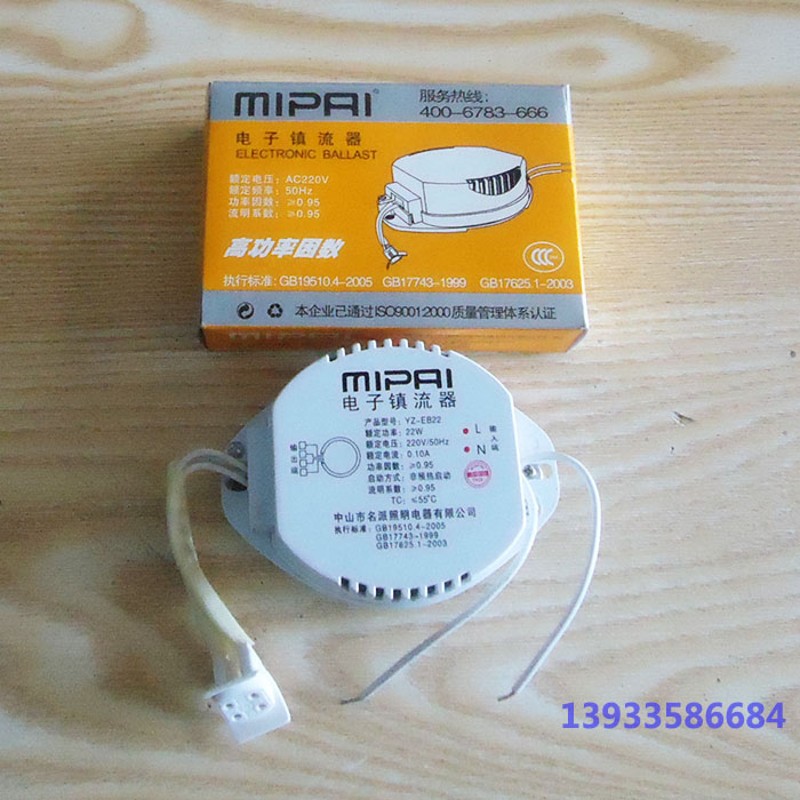 MIPAI®
服务热线:
400-6783-666
电子镇流器
ELECTRONIC BALLAST
额定电压: AC220V
额定频率: 50Hz
功率因数: ≥0.95
流明系数: ≥0.95
高功率因数
执行标准: GB19510.4-2005 GB17743-1999 GB17625.1-2003
本企业已通过ISO9001:2000质量管理体系认证
MIPAI
电子镇流器
产品型号: YZ-EB22
额定功率: 22W
额定电压: 220V/50Hz
额定电流: 0.10A
功率因数: ≥0.95
启动方式: 非预热启动
流明系数: ≥0.95
TC: ≤55℃
输出端
L
N
输入端
中山市名派照明电器有限公司
执行标准: GB19510.4-2005
GB17743-1999
GB17625.1-2003
13933586684